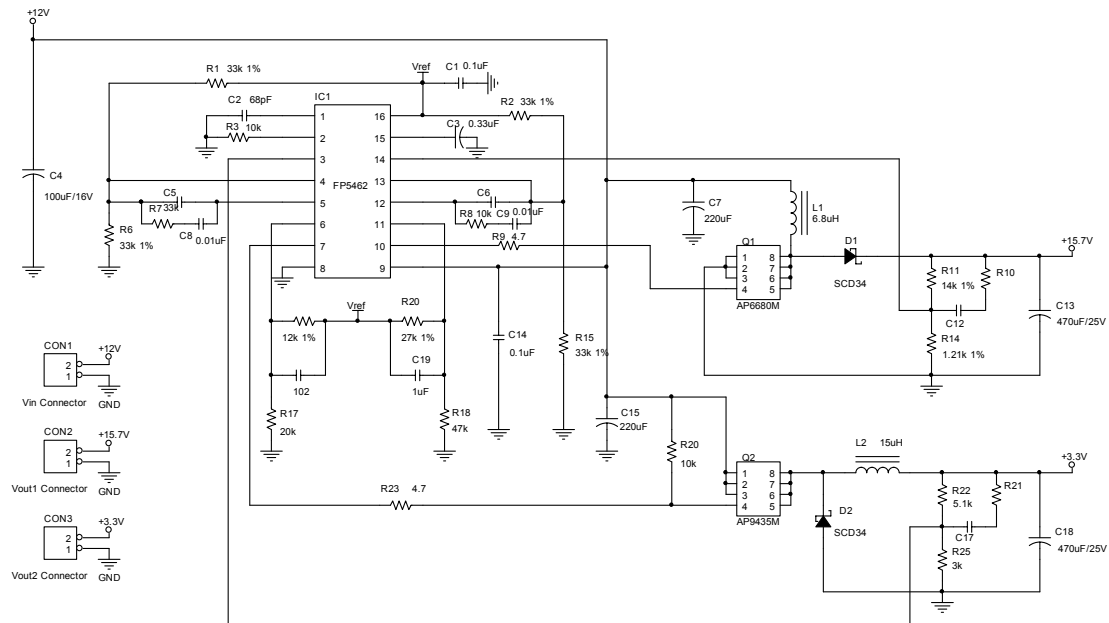 +12V
R1 33k 1%
Vref
C1 0.1uF
C2 68pF
IC1
R2 33k 1%
R3 10k
C3 0.33uF
1
2
3
4
5
6
7
8
16
15
14
13
12
11
10
9
FP5462
C4
100uF/16V
C5
R7 33k
C8
0.01uF
R6
33k 1%
C6
R8 10k
C9
0.01uF
R9 4.7
C7
220uF
L1
6.8uH
Q1
1
2
3
4
8
7
6
5
AP6680M
D1
SCD34
+15.7V
R11
14k 1%
R10
C12
R14
1.21k 1%
C13
470uF/25V
Vref
12k 1%
R20
27k 1%
102
C19
1uF
R17
20k
R18
47k
C14
0.1uF
R15
33k 1%
C15
220uF
R20
10k
R23 4.7
Q2
1
2
3
4
8
7
6
5
AP9435M
L2 15uH
D2
SCD34
+3.3V
R22
5.1k
R21
C17
R25
3k
C18
470uF/25V
CON1
2
1
+12V
GND
Vin Connector
CON2
2
1
+15.7V
GND
Vout1 Connector
CON3
2
1
+3.3V
GND
Vout2 Connector